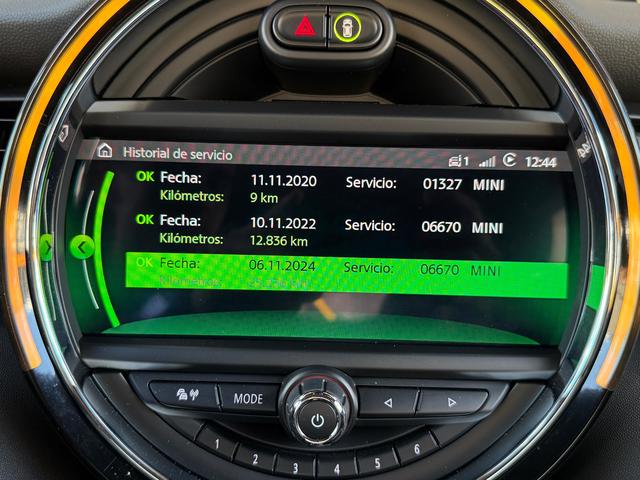 Historial de servicio 1 12:44
OK Fecha: 11.11.2020 Servicio: 01327 MINI
Kilómetros: 9 km
OK Fecha: 10.11.2022 Servicio: 06670 MINI
Kilómetros: 12.836 km
OK Fecha: 06.11.2024 Servicio: 06670 MINI
MODE
1 2 3 4 5 6